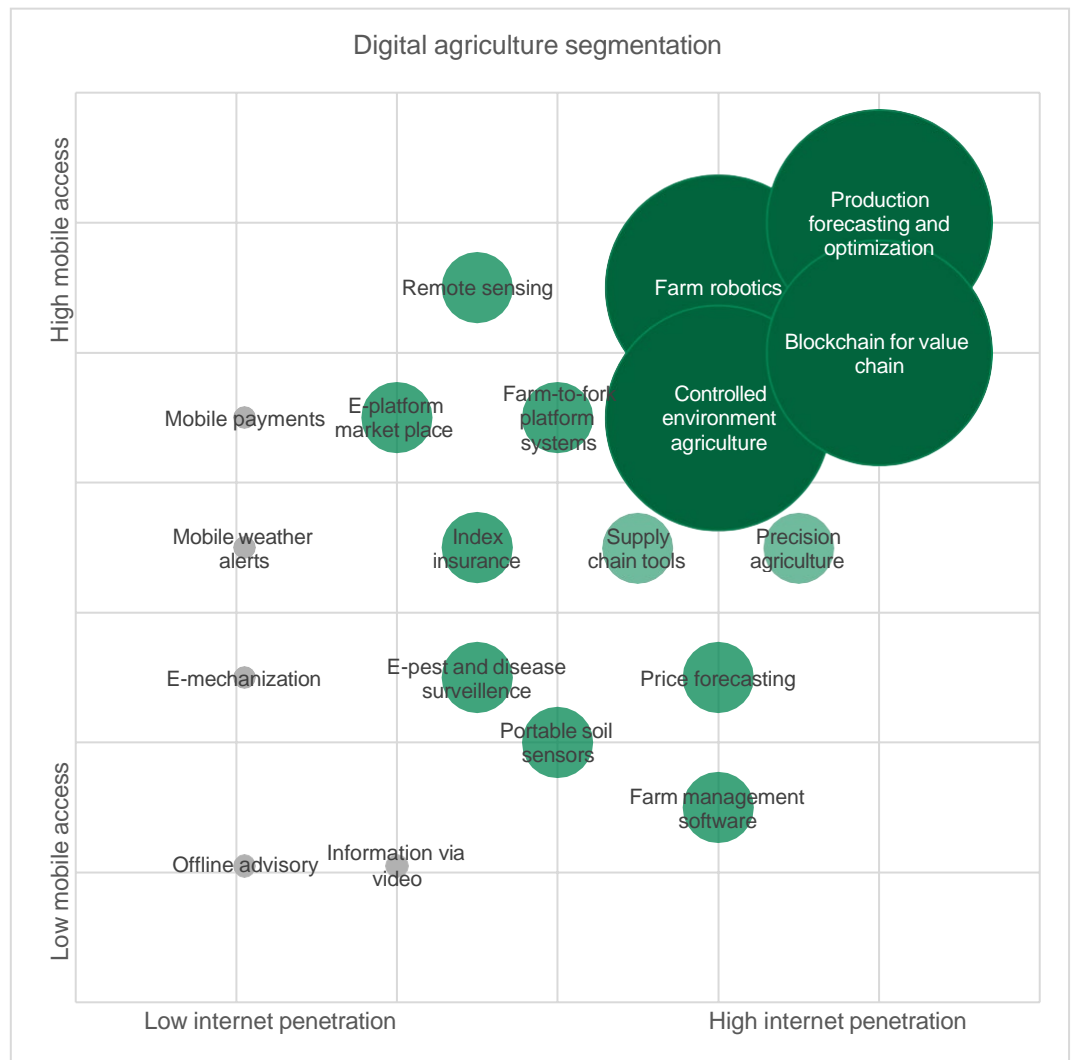 Digital agriculture segmentation
High mobile access
Low mobile access
Production
forecasting and
optimization
Remote sensing
Farm robotics
Blockchain for value
chain
Mobile payments
E-platform
market place
Farm-to-fork
platform
systems
Controlled
environment
agriculture
Mobile weather
alerts
Index
insurance
Supply
chain tools
Precision
agriculture
E-mechanization
E-pest and disease
surveillence
Price forecasting
Portable soil
sensors
Farm management
software
Offline advisory
Information via
video
Low internet penetration
High internet penetration